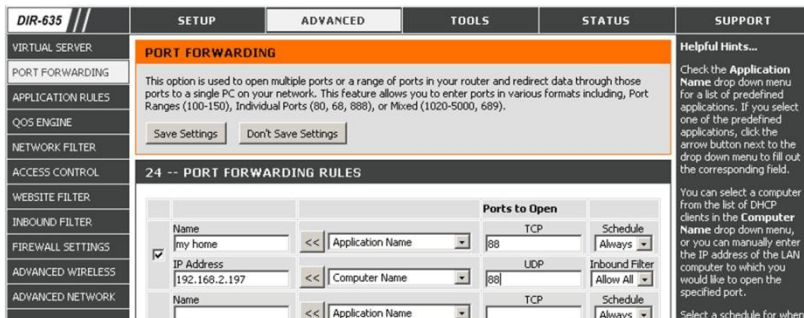 DIR-635
SETUP
ADVANCED
TOOLS
STATUS
SUPPORT
VIRTUAL SERVER
PORT FORWARDING
APPLICATION RULES
QOS ENGINE
NETWORK FILTER
ACCESS CONTROL
WEBSITE FILTER
INBOUND FILTER
FIREWALL SETTINGS
ADVANCED WIRELESS
ADVANCED NETWORK
PORT FORWARDING
This option is used to open multiple ports or a range of ports in your router and redirect data through those
ports to a single PC on your network. This feature allows you to enter ports in various formats including, Port
Ranges (100-150), Individual Ports (80, 68, 888), or Mixed (1020-5000, 689).
Save Settings
Don't Save Settings
24 -- PORT FORWARDING RULES
Ports to Open
Name
TCP
Schedule
my home
<<
Application Name
88
Always
IP Address
UDP
Inbound Filter
192.168.2.197
<<
Computer Name
88
Allow All
Name
TCP
Schedule
<<
Application Name
Always
Helpful Hints...
Check the Application
Name drop down menu
for a list of predefined
applications. If you select
one of the predefined
applications, click the
arrow button next to the
drop down menu to fill out
the corresponding field.
You can select a computer
from the list of DHCP
clients in the Computer
Name drop down menu,
or you can manually enter
the IP address of the LAN
computer to which you
would like to open the
specified port.
Select a schedule for when